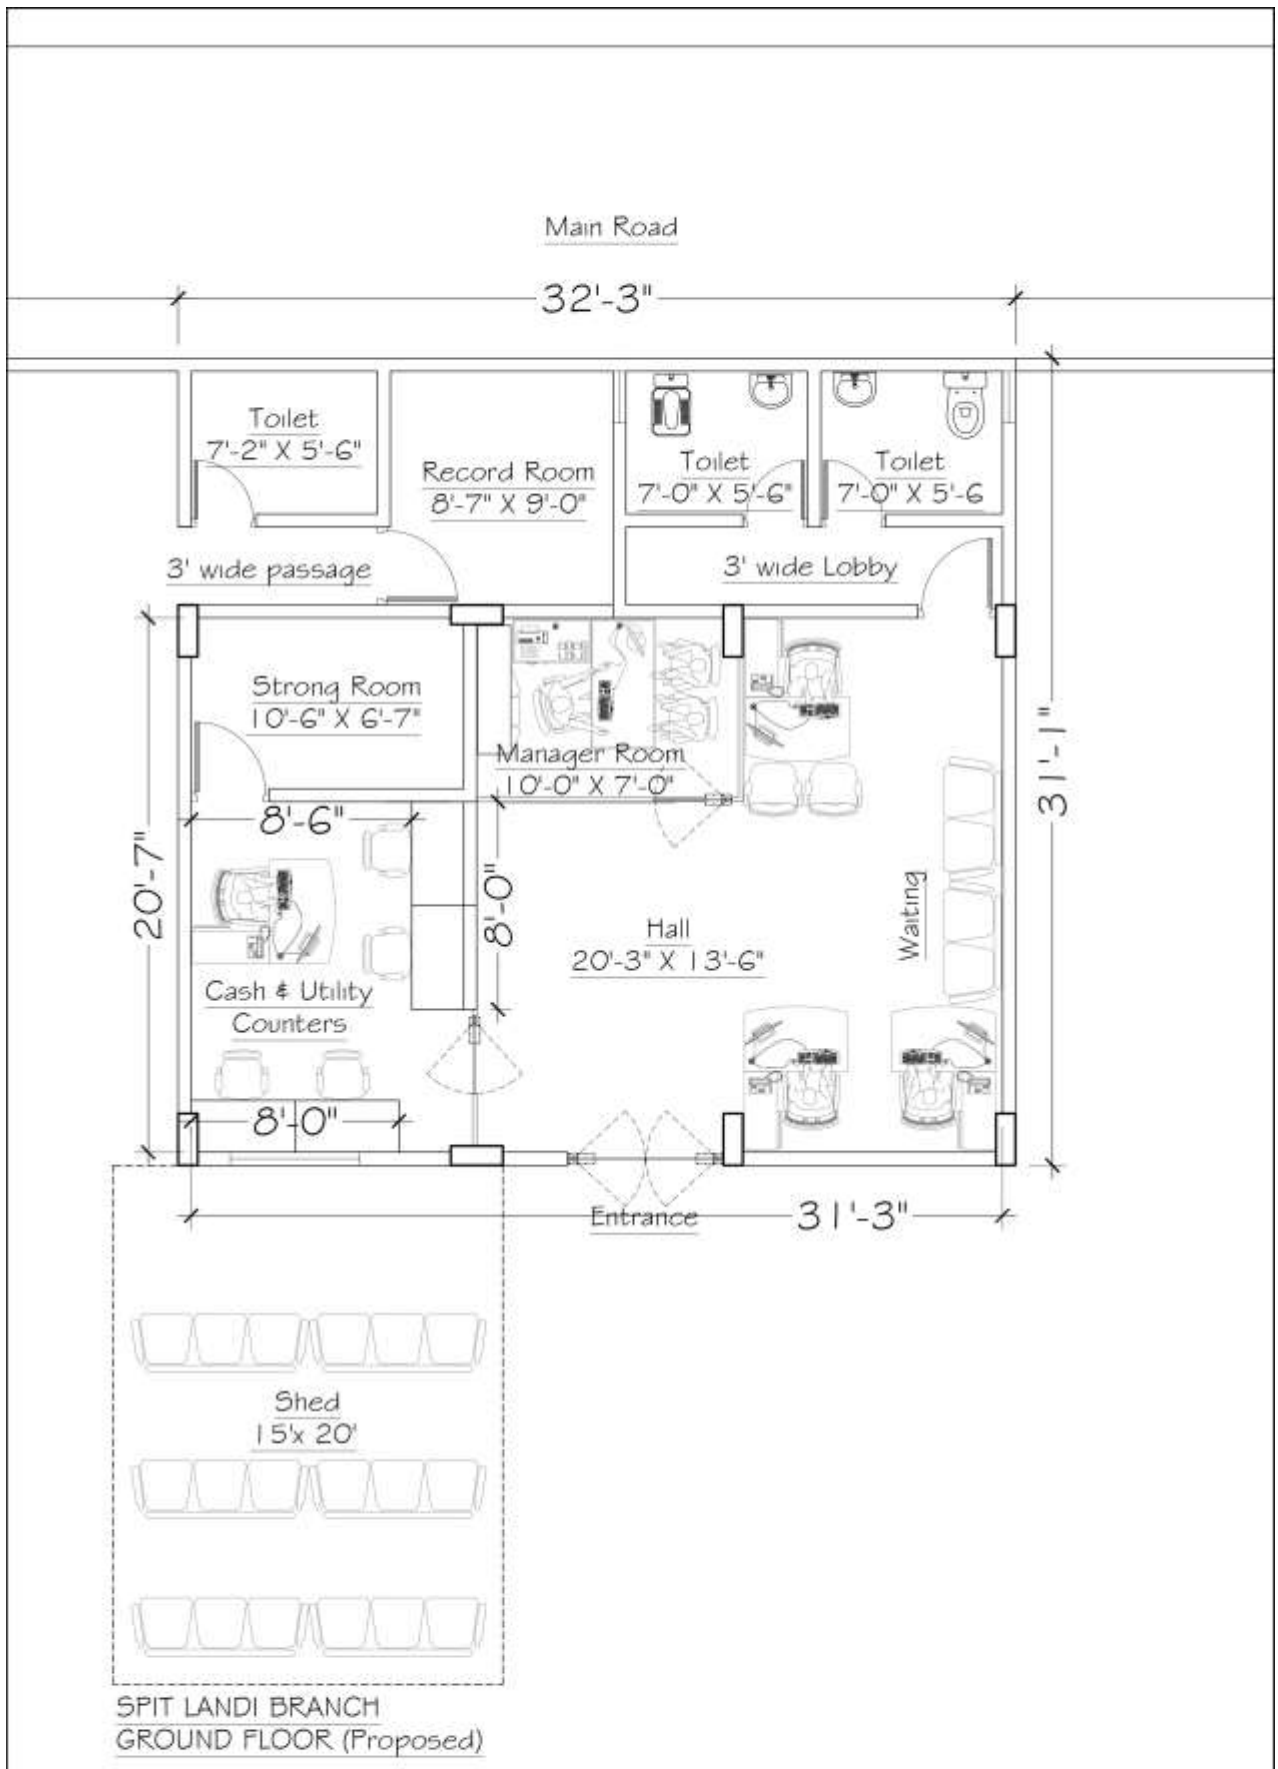 Main Road
32'-3"
Toilet
7'-2" X 5'-6"
Record Room
8'-7" X 9'-0"
Toilet
7'-0" X 5'-6"
Toilet
7'-0" X 5'-6
3' wide passage
3' wide Lobby
Strong Room
10'-6" X 6'-7"
Manager Room
10'-0" X 7'-0"
31'-1"
8'-6"
20'-7"
8'-0"
Waiting
Hall
20'-3" X 13'-6"
Cash & Utility
Counters
8'-0"
Entrance
31'-3"
Shed
15'x 20'
SPIT LANDI BRANCH
GROUND FLOOR (Proposed)